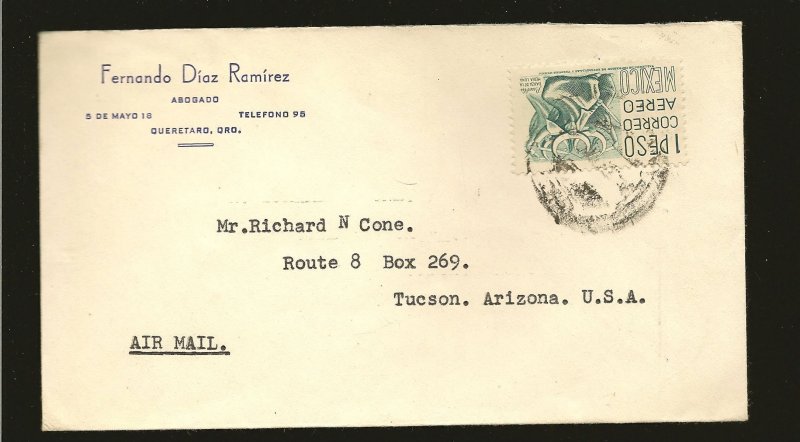 Fernando Díaz Ramírez
ABOGADO
5 DE MAYO 18 TELEFONO 95
QUERETARO, QRO.
1 PESO
CORREO
AEREO
MEXICO
Mr.Richard N Cone.
Route 8 Box 269.
Tucson. Arizona. U.S.A.
AIR MAIL.